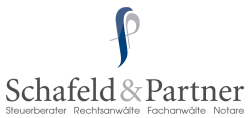 Schafeld & Partner
Steuerberater Rechtsanwälte Fachanwälte Notare